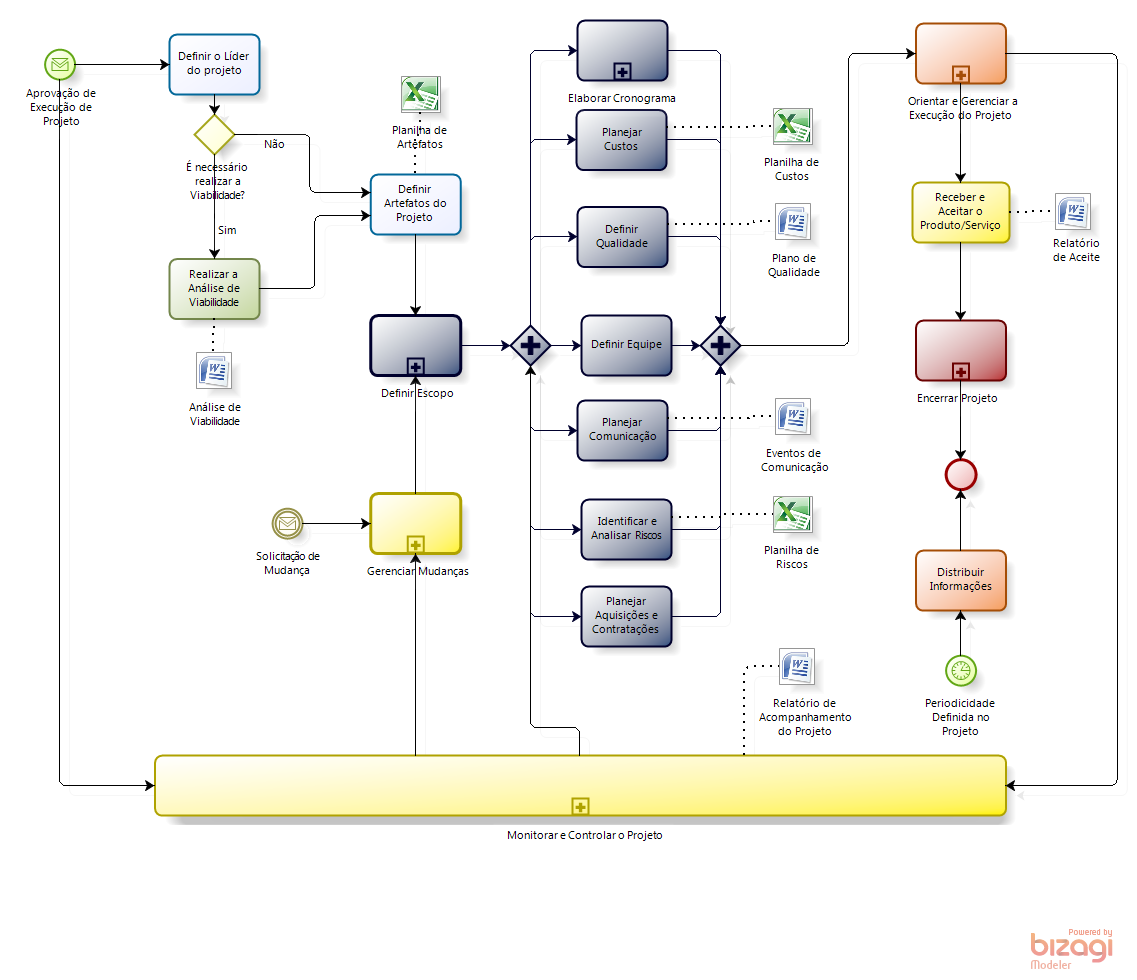 Aprovação de
Execução de
Projeto
Definir o Líder
do projeto
É necessário
realizar a
Viabilidade?
Não
Sim
Realizar a
Análise de
Viabilidade
Análise de
Viabilidade
Planilha de
Artefatos
Definir
Artefatos do
Projeto
Definir Escopo
Solicitação de
Mudança
Gerenciar Mudanças
Elaborar Cronograma
Planejar
Custos
Planilha de
Custos
Definir
Qualidade
Plano de
Qualidade
Definir Equipe
Planejar
Comunicação
Eventos de
Comunicação
Identificar e
Analisar Riscos
Planilha de
Riscos
Planejar
Aquisições e
Contratações
Relatório de
Acompanhamento
do Projeto
Orientar e Gerenciar a
Execução do Projeto
Receber e
Aceitar o
Produto/Serviço
Relatório
de Aceite
Encerrar Projeto
Distribuir
Informações
Periodicidade
Definida no
Projeto
Monitorar e Controlar o Projeto
Powered by
bizagi
Modeler